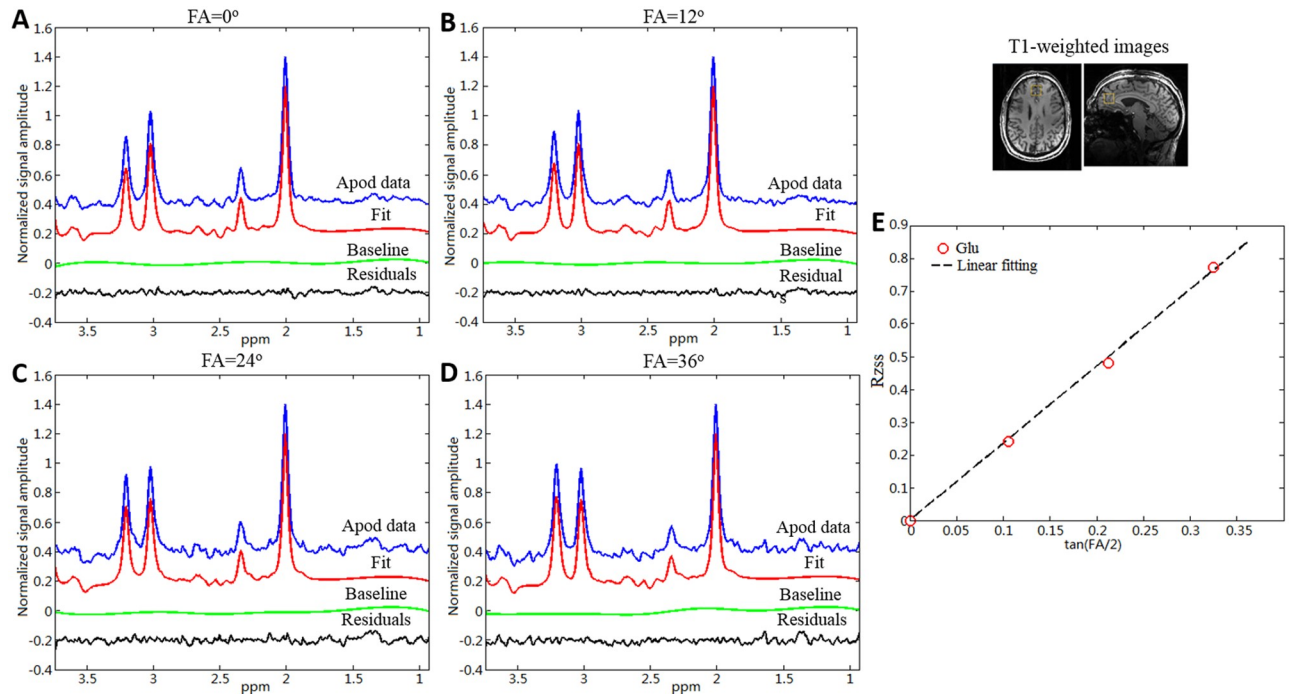 A
FA=0º
Normalized signal amplitude
1.6
1.4
1.2
1
0.8
0.6
0.4
0.2
0
-0.2
-0.4
Apod data
Fit
Baseline
Residuals
3.5
3
2.5
2
1.5
1
ppm
B
FA=12º
Normalized signal amplitude
1.6
1.4
1.2
1
0.8
0.6
0.4
0.2
0
-0.2
-0.4
Apod data
Fit
Baseline
Residual
s
3.5
3
2.5
2
1.5
1
ppm
T1-weighted images
C
FA=24º
Normalized signal amplitude
1.6
1.4
1.2
1
0.8
0.6
0.4
0.2
0
-0.2
-0.4
Apod data
Fit
Baseline
Residuals
3.5
3
2.5
2
1.5
1
ppm
D
FA=36º
Normalized signal amplitude
1.6
1.4
1.2
1
0.8
0.6
0.4
0.2
0
-0.2
-0.4
Apod data
Fit
Baseline
Residuals
3.5
3
2.5
2
1.5
1
ppm
E
Rzss
0.9
0.8
0.7
0.6
0.5
0.4
0.3
0.2
0.1
0
Glu
Linear fitting
0
0.05
0.1
0.15
0.2
0.25
0.3
0.35
tan(FA/2)